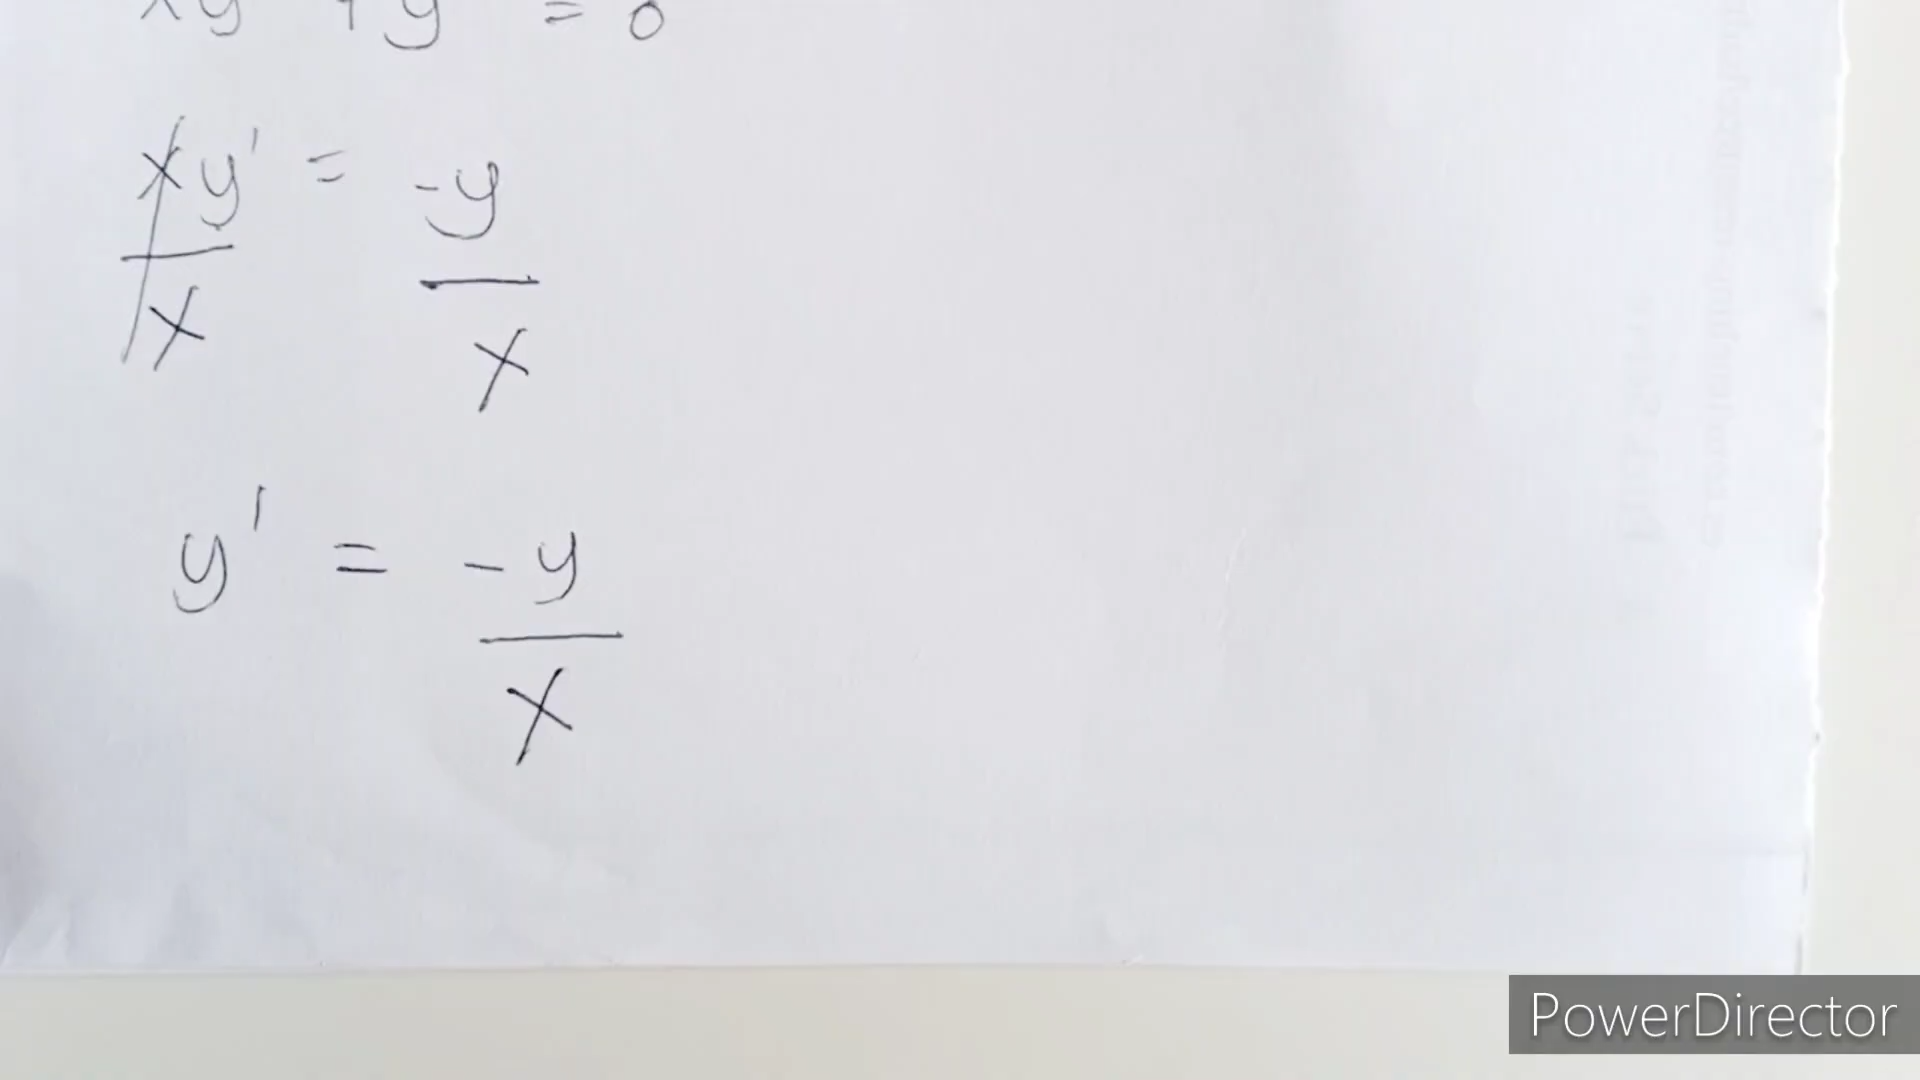 xy' + y = 0
xy'/x = -y/x
y' = -y/x
PowerDirector